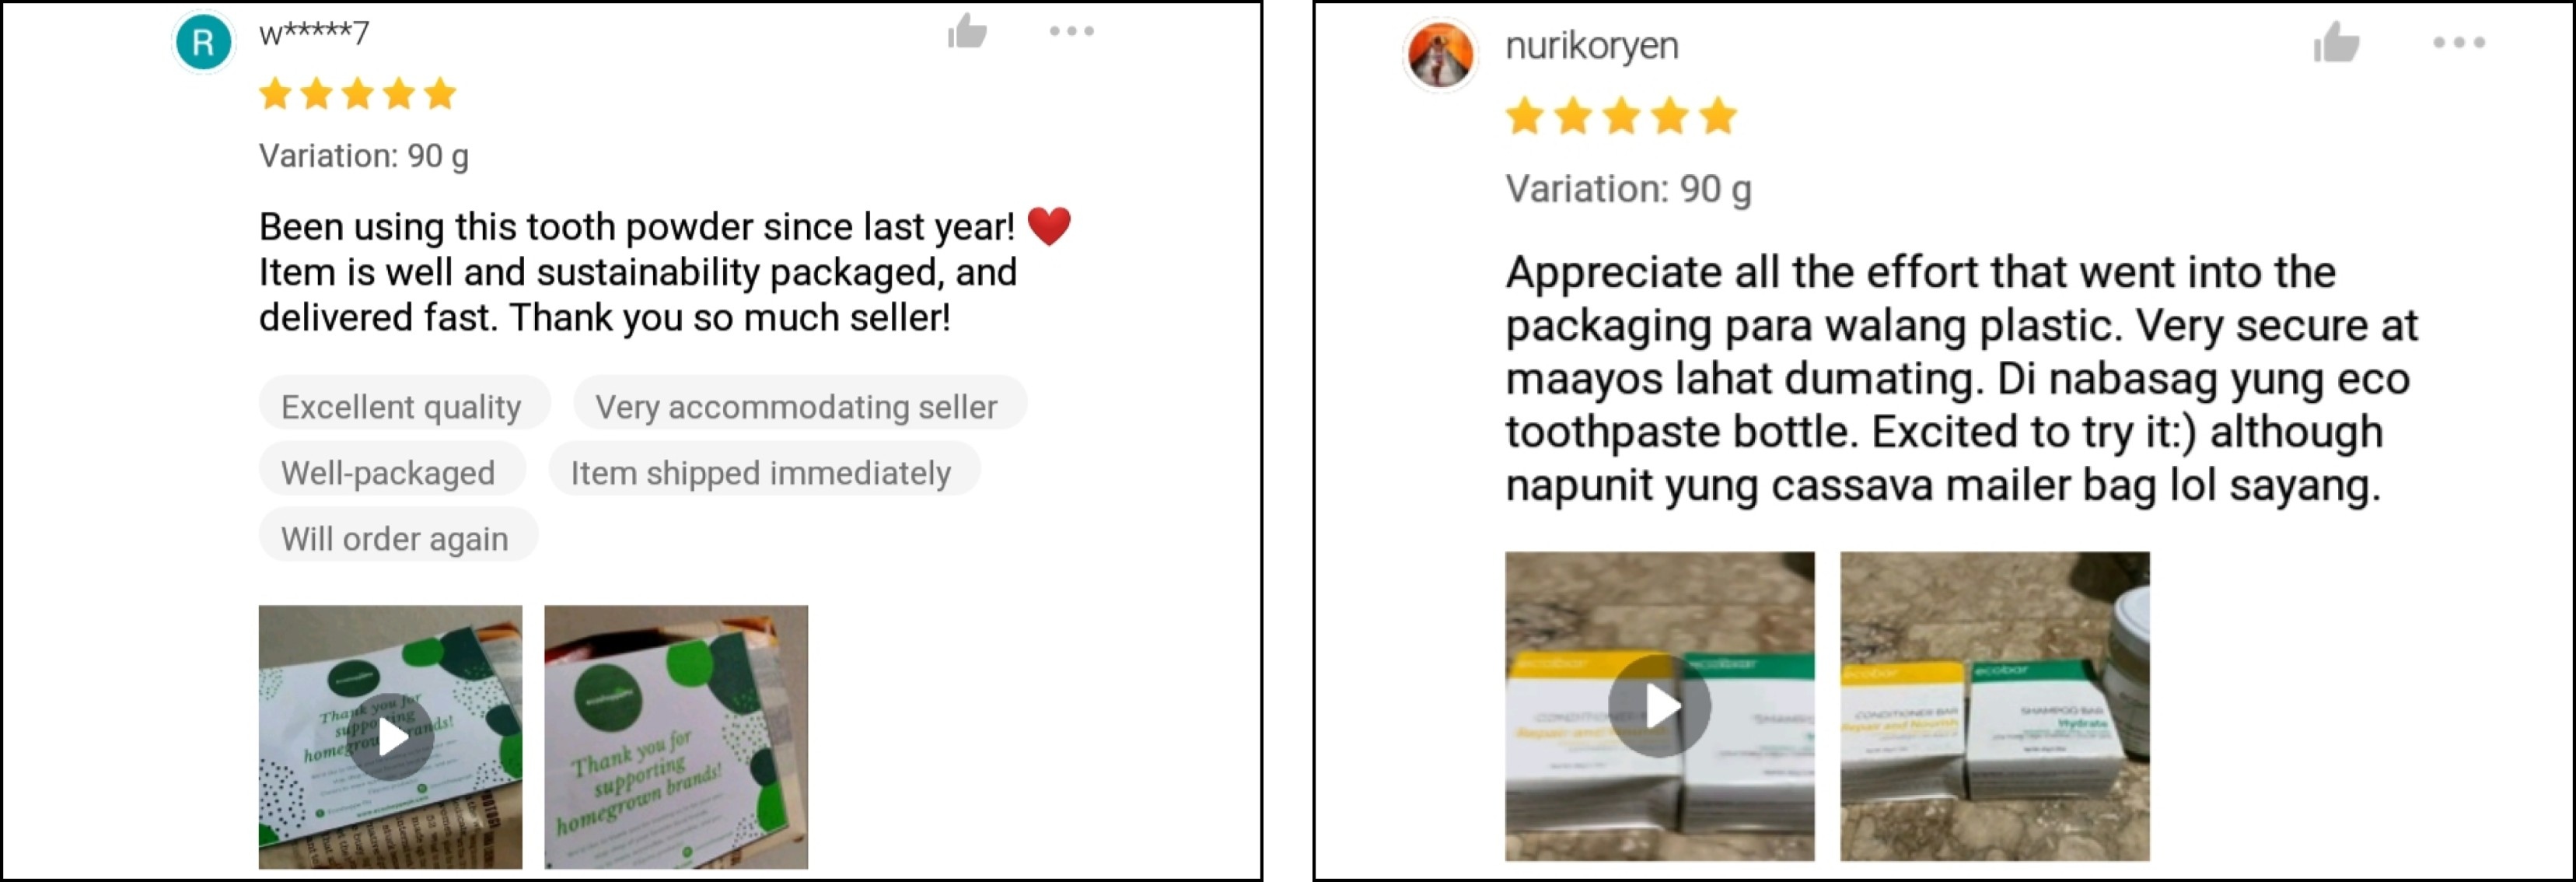 R
w*****7
Variation: 90 g
Been using this tooth powder since last year! ❤️
Item is well and sustainability packaged, and
delivered fast. Thank you so much seller!
Excellent quality
Very accommodating seller
Well-packaged
Item shipped immediately
Will order again
Thank you for
supporting
homegrown brands!
Thank you for
supporting
homegrown brands!
nurikoryen
Variation: 90 g
Appreciate all the effort that went into the
packaging para walang plastic. Very secure at
maayos lahat dumating. Di nabasag yung eco
toothpaste bottle. Excited to try it:) although
napunit yung cassava mailer bag lol sayang.
ecobar
CONDITIONER BAR
Repair and Nourish
ecobar
ecobar
CONDITIONER BAR
Repair and Nourish
ecobar
SHAMPOO BAR
Hydrate